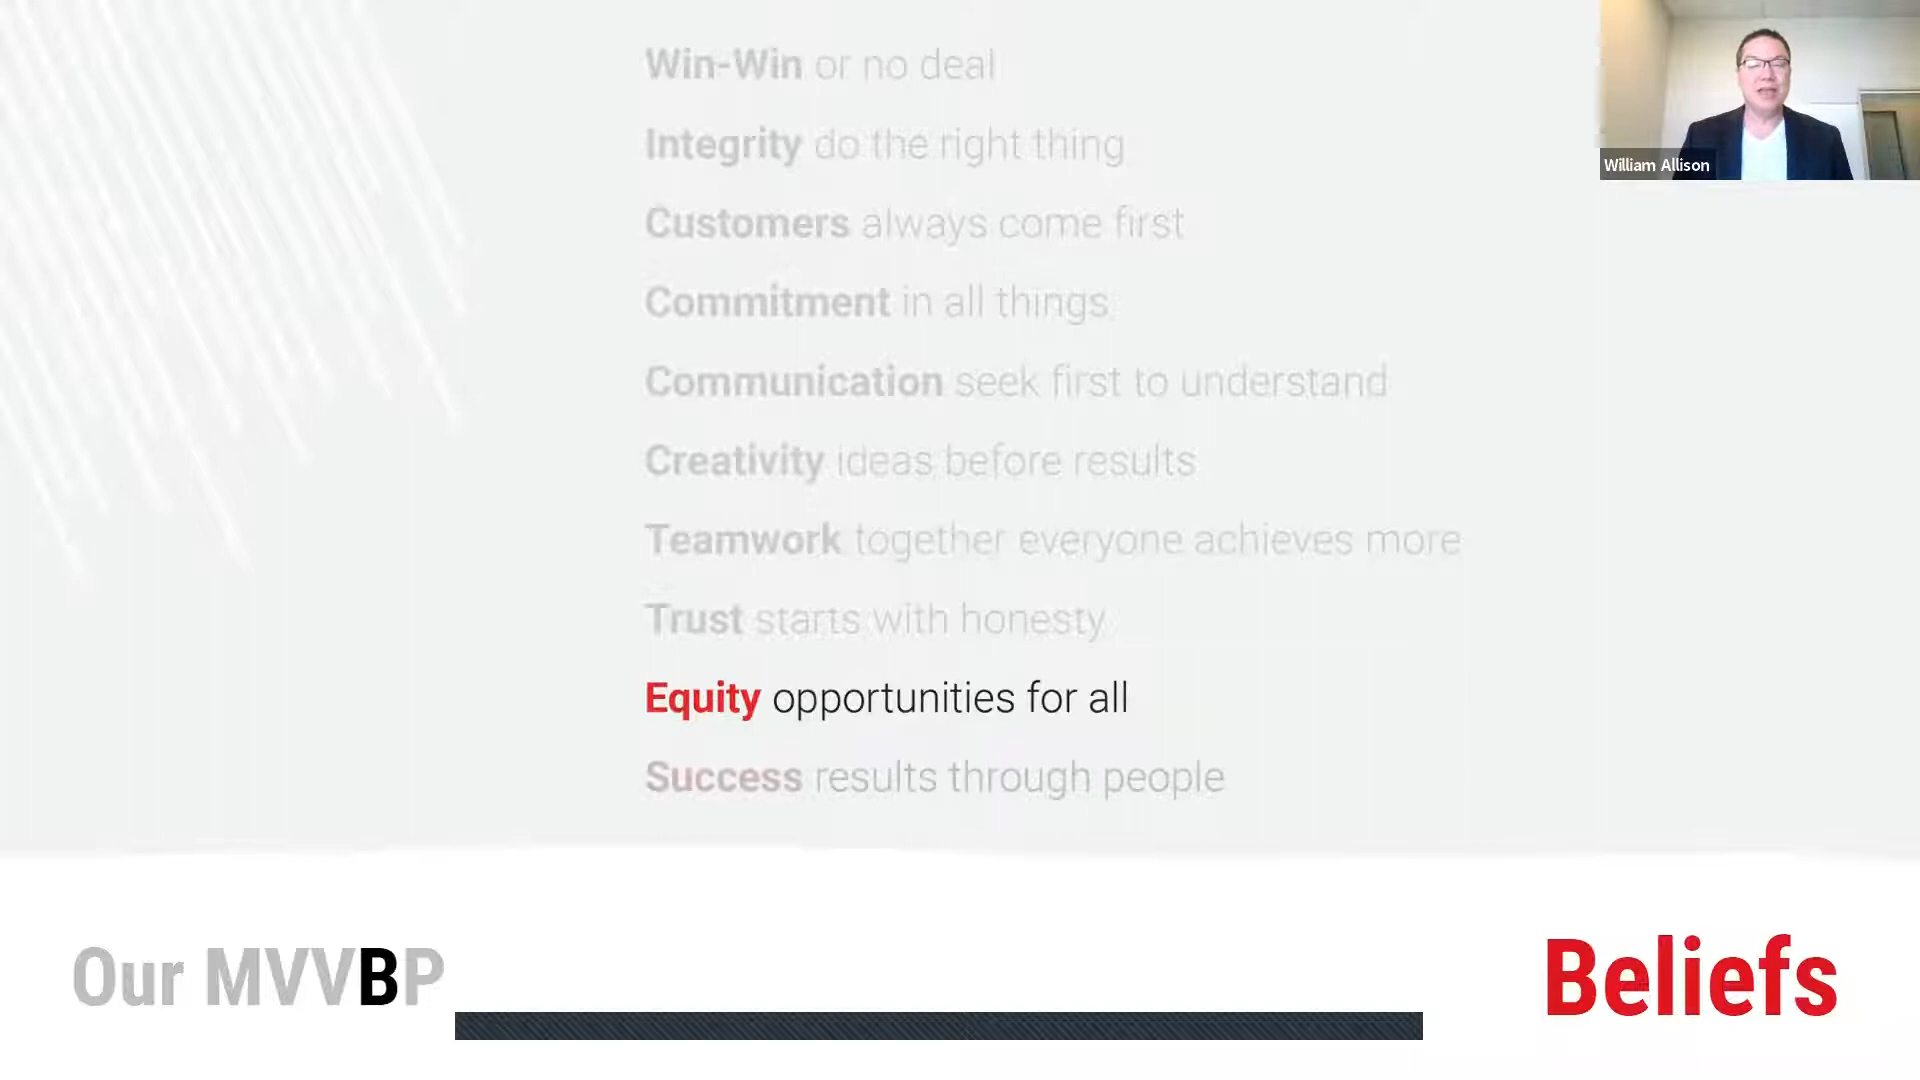 Win-Win or no deal
Integrity do the right thing
Customers always come first
Commitment in all things
Communication seek first to understand
Creativity ideas before results
Teamwork together everyone achieves more
Trust starts with honesty
Equity opportunities for all
Success results through people
William Allison
Our MVVBP
Beliefs